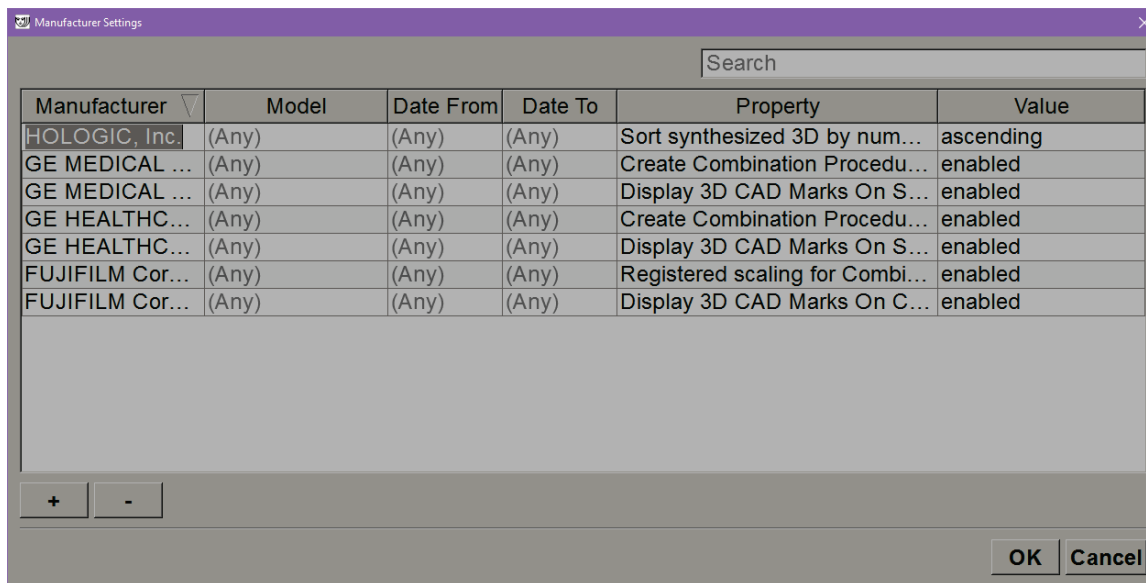 Manufacturer Settings
Search
Manufacturer Model Date From Date To Property Value
HOLOGIC, Inc. (Any) (Any) (Any) Sort synthesized 3D by num... ascending
GE MEDICAL ... (Any) (Any) (Any) Create Combination Procedu... enabled
GE MEDICAL ... (Any) (Any) (Any) Display 3D CAD Marks On S... enabled
GE HEALTHC... (Any) (Any) (Any) Create Combination Procedu... enabled
GE HEALTHC... (Any) (Any) (Any) Display 3D CAD Marks On S... enabled
FUJIFILM Cor... (Any) (Any) (Any) Registered scaling for Combi... enabled
FUJIFILM Cor... (Any) (Any) (Any) Display 3D CAD Marks On C... enabled
+ -
OK Cancel